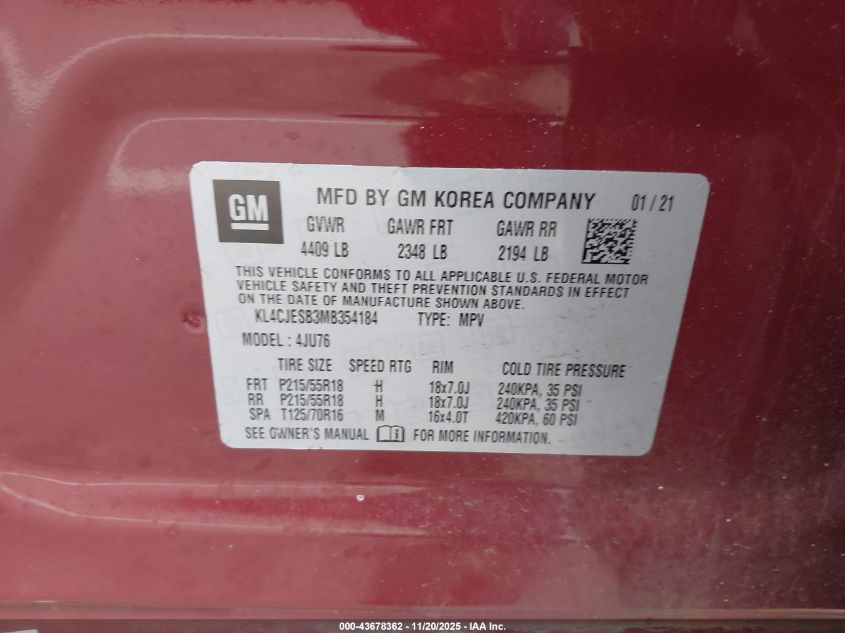 GM MFD BY GM KOREA COMPANY 01 / 21
GVWR GAWR FRT GAWR RR
4409 LB 2348 LB 2194 LB
THIS VEHICLE CONFORMS TO ALL APPLICABLE U.S. FEDERAL MOTOR
VEHICLE SAFETY AND THEFT PREVENTION STANDARDS IN EFFECT
ON THE DATE OF MANUFACTURE SHOWN ABOVE.
KL4CJESB3MB354184 TYPE: MPV
MODEL : 4JU76
TIRE SIZE SPEED RTG RIM COLD TIRE PRESSURE
FRT P215/55R18 H 18x7.0J 240KPA, 35 PSI
RR P215/55R18 H 18x7.0J 240KPA, 35 PSI
SPA T125/70R16 M 16x4.0T 420KPA, 60 PSI
SEE OWNER'S MANUAL FOR MORE INFORMATION.
000-43678362 - 11/20/2025 - IAA Inc.